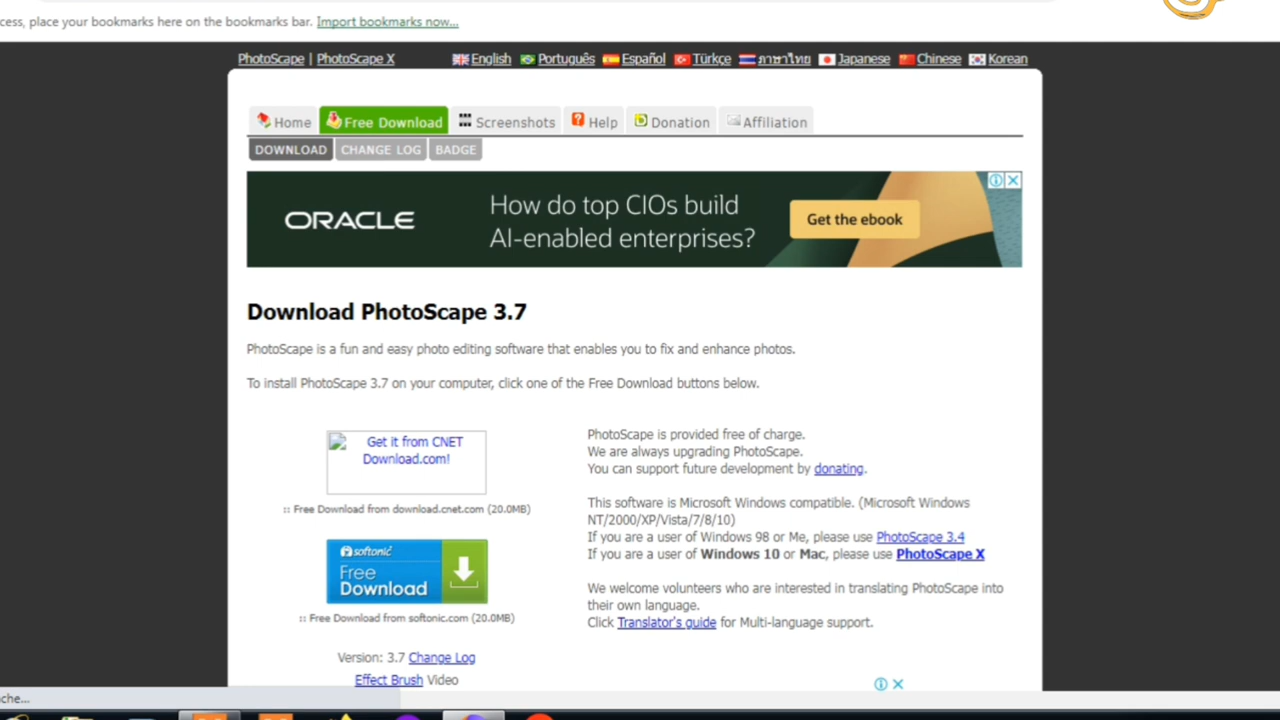 cess, place your bookmarks here on the bookmarks bar. Import bookmarks now...
PhotoScape | PhotoScape X English Português Español Türkçe ภาษาไทย Japanese Chinese Korean
Home Free Download Screenshots Help Donation Affiliation
DOWNLOAD CHANGE LOG BADGE
ORACLE
How do top CIOs build
AI-enabled enterprises?
Get the ebook
Download PhotoScape 3.7
PhotoScape is a fun and easy photo editing software that enables you to fix and enhance photos.
To install PhotoScape 3.7 on your computer, click one of the Free Download buttons below.
Get it from CNET
Download.com!
:: Free Download from download.cnet.com (20.0MB)
softonic
Free
Download
:: Free Download from softonic.com (20.0MB)
Version: 3.7 Change Log
Effect Brush Video
PhotoScape is provided free of charge.
We are always upgrading PhotoScape.
You can support future development by donating.
This software is Microsoft Windows compatible. (Microsoft Windows
NT/2000/XP/Vista/7/8/10)
If you are a user of Windows 98 or Me, please use PhotoScape 3.4
If you are a user of Windows 10 or Mac, please use PhotoScape X
We welcome volunteers who are interested in translating PhotoScape into
their own language.
Click Translator's guide for Multi-language support.
che...